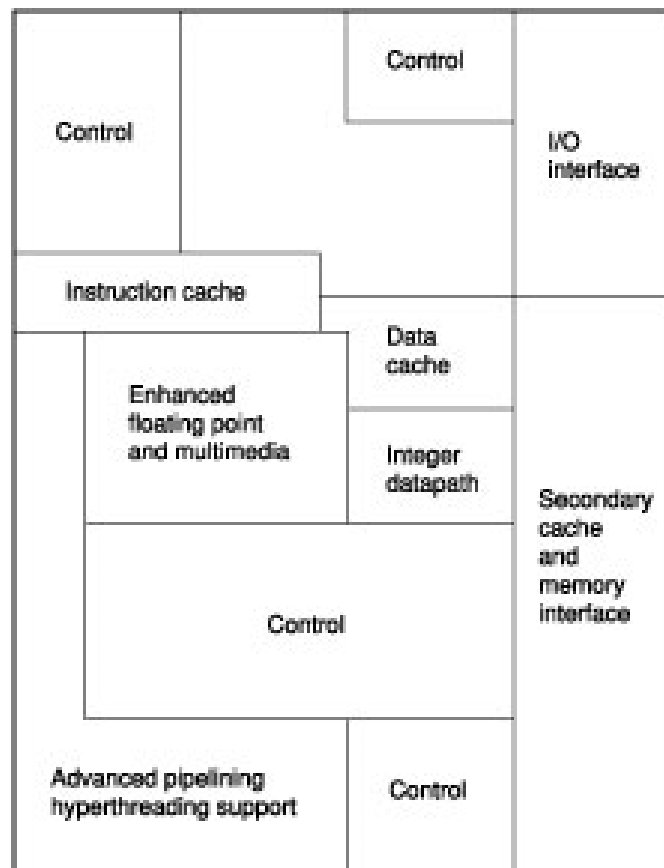 Control
Control
I/O
interface
Instruction cache
Data
cache
Enhanced
floating point
and multimedia
Integer
datapath
Secondary
cache
and
memory
interface
Control
Advanced pipelining
hyperthreading support
Control